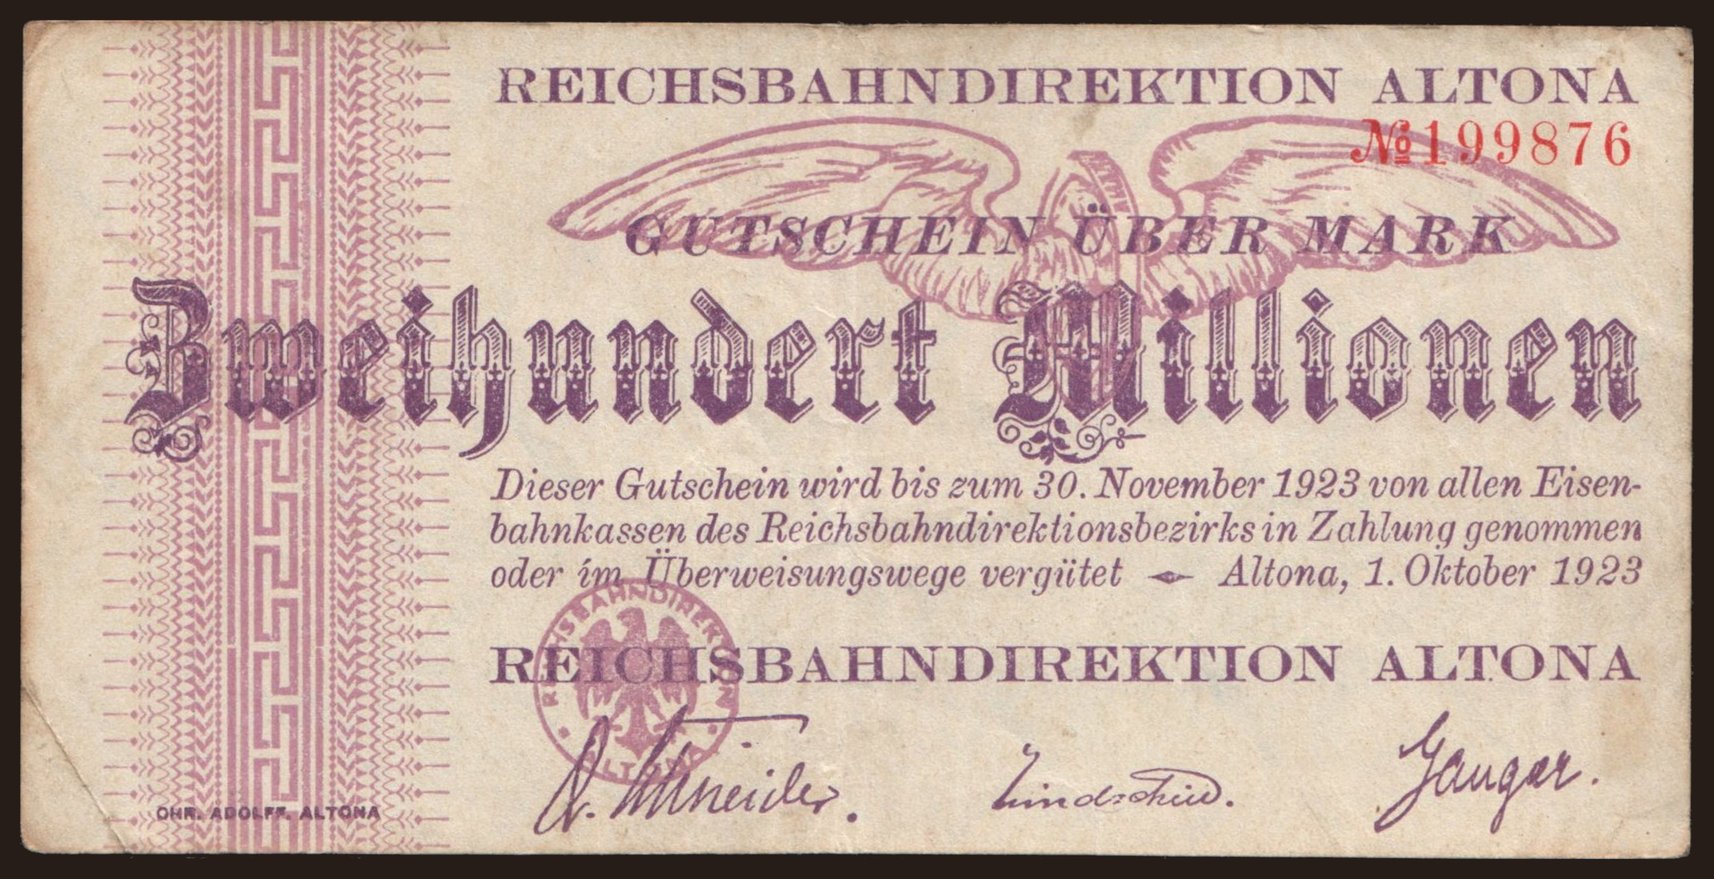 REICHSBAHNDIREKTION ALTONA
№199876
GUTSCHEIN ÜBER MARK
Zweihundert Millionen
Dieser Gutschein wird bis zum 30. November 1923 von allen Eisen-
bahnkassen des Reichsbahndirektionsbezirks in Zahlung genommen
oder im Überweisungswege vergütet — Altona, 1. Oktober 1923
REICHSBAHNDIREKTION ALTONA
REICHSBAHNDIREKTION ALTONA
CHR. ADOLFF. ALTONA